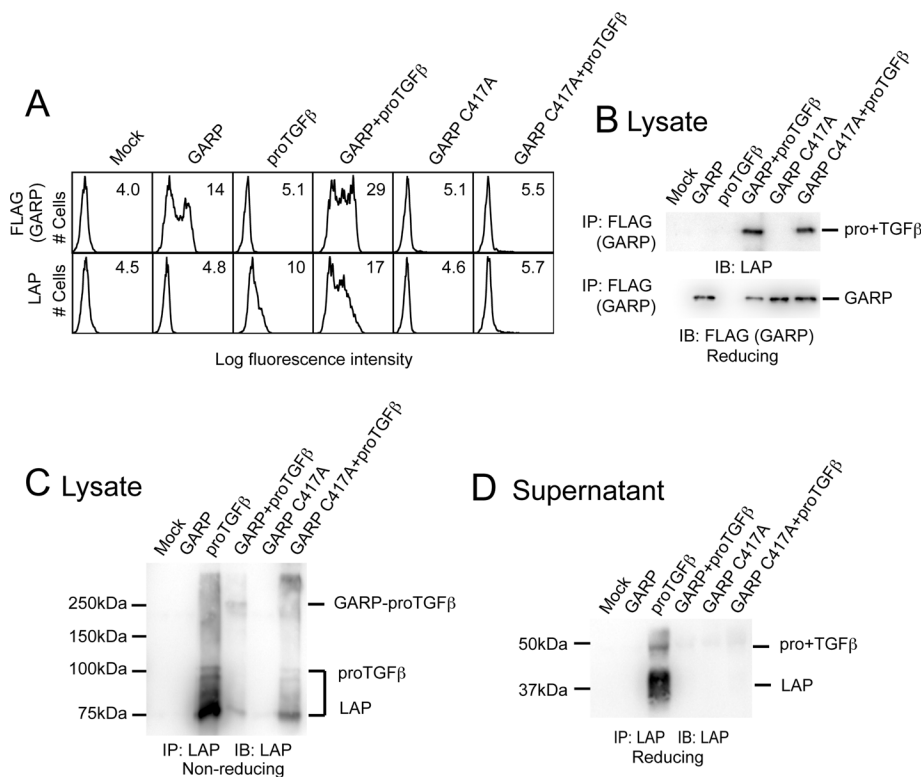 A
Mock
GARP
proTGFβ
GARP+proTGFβ
GARP C417A
GARP C417A+proTGFβ
FLAG
(GARP)
# Cells
4.0
14
5.1
29
5.1
5.5
LAP
# Cells
4.5
4.8
10
17
4.6
5.7
Log fluorescence intensity
B Lysate
Mock
GARP
proTGFβ
GARP+proTGFβ
GARP C417A
GARP C417A+proTGFβ
IP: FLAG
(GARP)
pro+TGFβ
IB: LAP
IP: FLAG
(GARP)
GARP
IB: FLAG (GARP)
Reducing
C Lysate
Mock
GARP
proTGFβ
GARP+proTGFβ
GARP C417A
GARP C417A+proTGFβ
250kDa
GARP-proTGFβ
150kDa
100kDa
proTGFβ
LAP
75kDa
IP: LAP IB: LAP
Non-reducing
D Supernatant
Mock
GARP
proTGFβ
GARP+proTGFβ
GARP C417A
GARP C417A+proTGFβ
50kDa
pro+TGFβ
37kDa
LAP
IP: LAP IB: LAP
Reducing